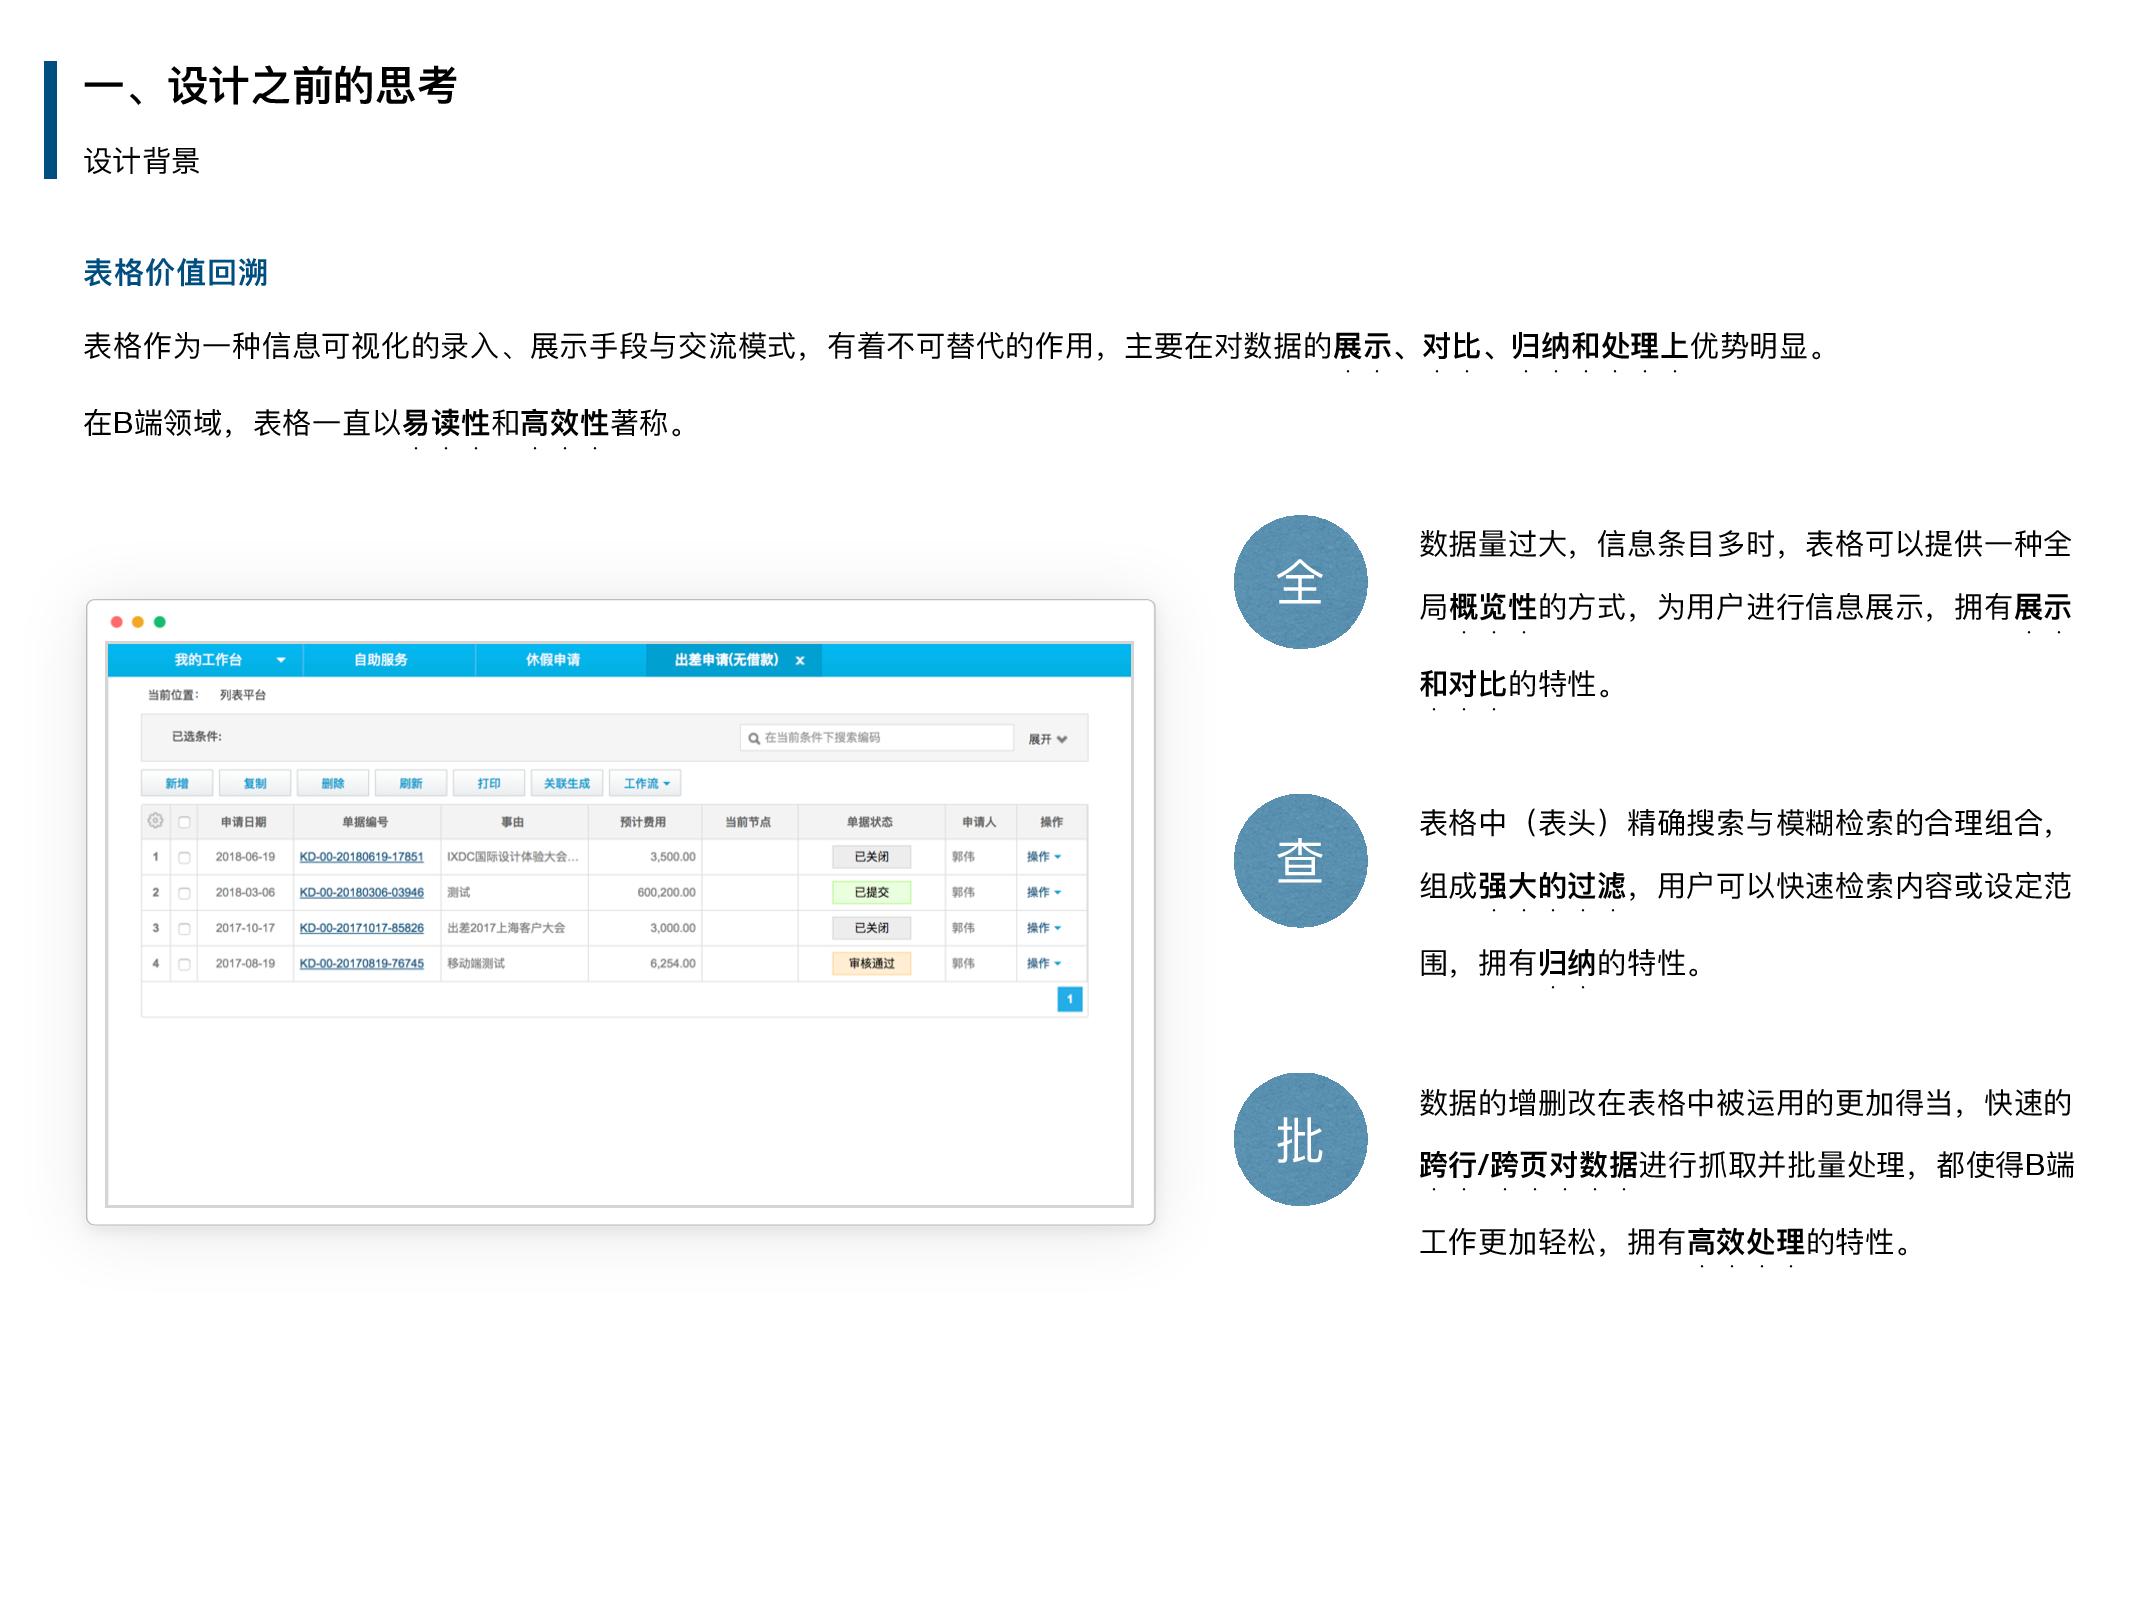 一、设计之前的思考
设计背景
表格价值回溯
表格作为一种信息可视化的录入、展示手段与交流模式，有着不可替代的作用，主要在对数据的展示、对比、归纳和处理上优势明显。
在B端领域，表格一直以易读性和高效性著称。
我的工作台 自助服务 休假申请 出差申请(无借款) x
当前位置： 列表平台
已选条件: 在当前条件下搜索编码 展开
新增 复制 删除 刷新 打印 关联生成 工作流
申请日期 单据编号 事由 预计费用 当前节点 单据状态 申请人 操作
1 2018-06-19 KD-00-20180619-17851 IXDC国际设计体验大会... 3,500.00 已关闭 郭伟 操作
2 2018-03-06 KD-00-20180306-03946 测试 600,200.00 已提交 郭伟 操作
3 2017-10-17 KD-00-20171017-85826 出差2017上海客户大会 3,000.00 已关闭 郭伟 操作
4 2017-08-19 KD-00-20170819-76745 移动端测试 6,254.00 审核通过 郭伟 操作
1
全
数据量过大，信息条目多时，表格可以提供一种全
局概览性的方式，为用户进行信息展示，拥有展示
和对比的特性。
查
表格中（表头）精确搜索与模糊检索的合理组合，
组成强大的过滤，用户可以快速检索内容或设定范
围，拥有归纳的特性。
批
数据的增删改在表格中被运用的更加得当，快速的
跨行/跨页对数据进行抓取并批量处理，都使得B端
工作更加轻松，拥有高效处理的特性。